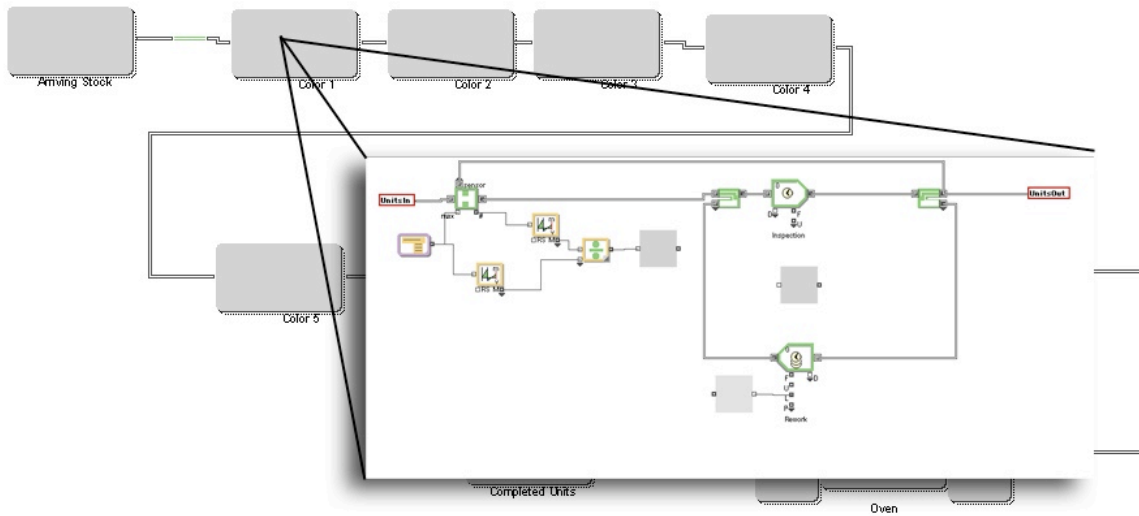 Arriving Stock
Color 1
Color 2
Color 3
Color 4
sensor
UnitsIn
UnitsOut
max
#
D
F
U
Inspection
Color 5
F
D
U
L
P
Rework
Completed Units
Oven